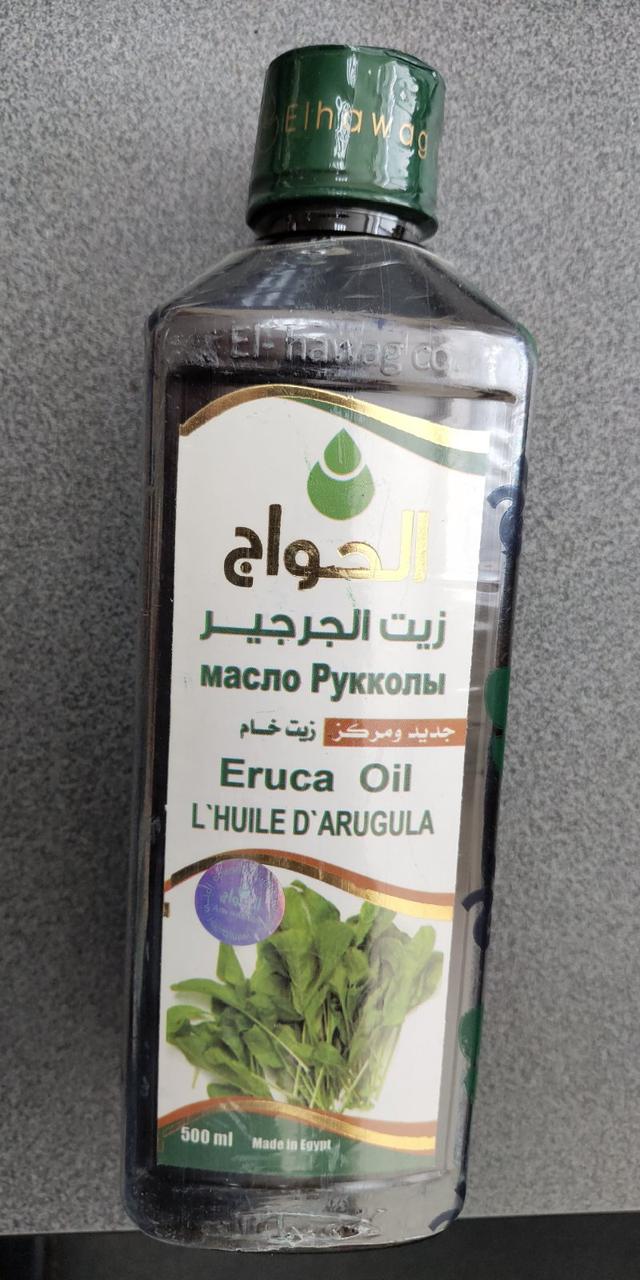 Elhawag
El-hawag co
الحواج
زيت الجرجير
масло Рукколы
جديد ومركز زيت خام
Eruca Oil
L`HUILE D`ARUGULA
الحواج
500 ml Made in Egypt